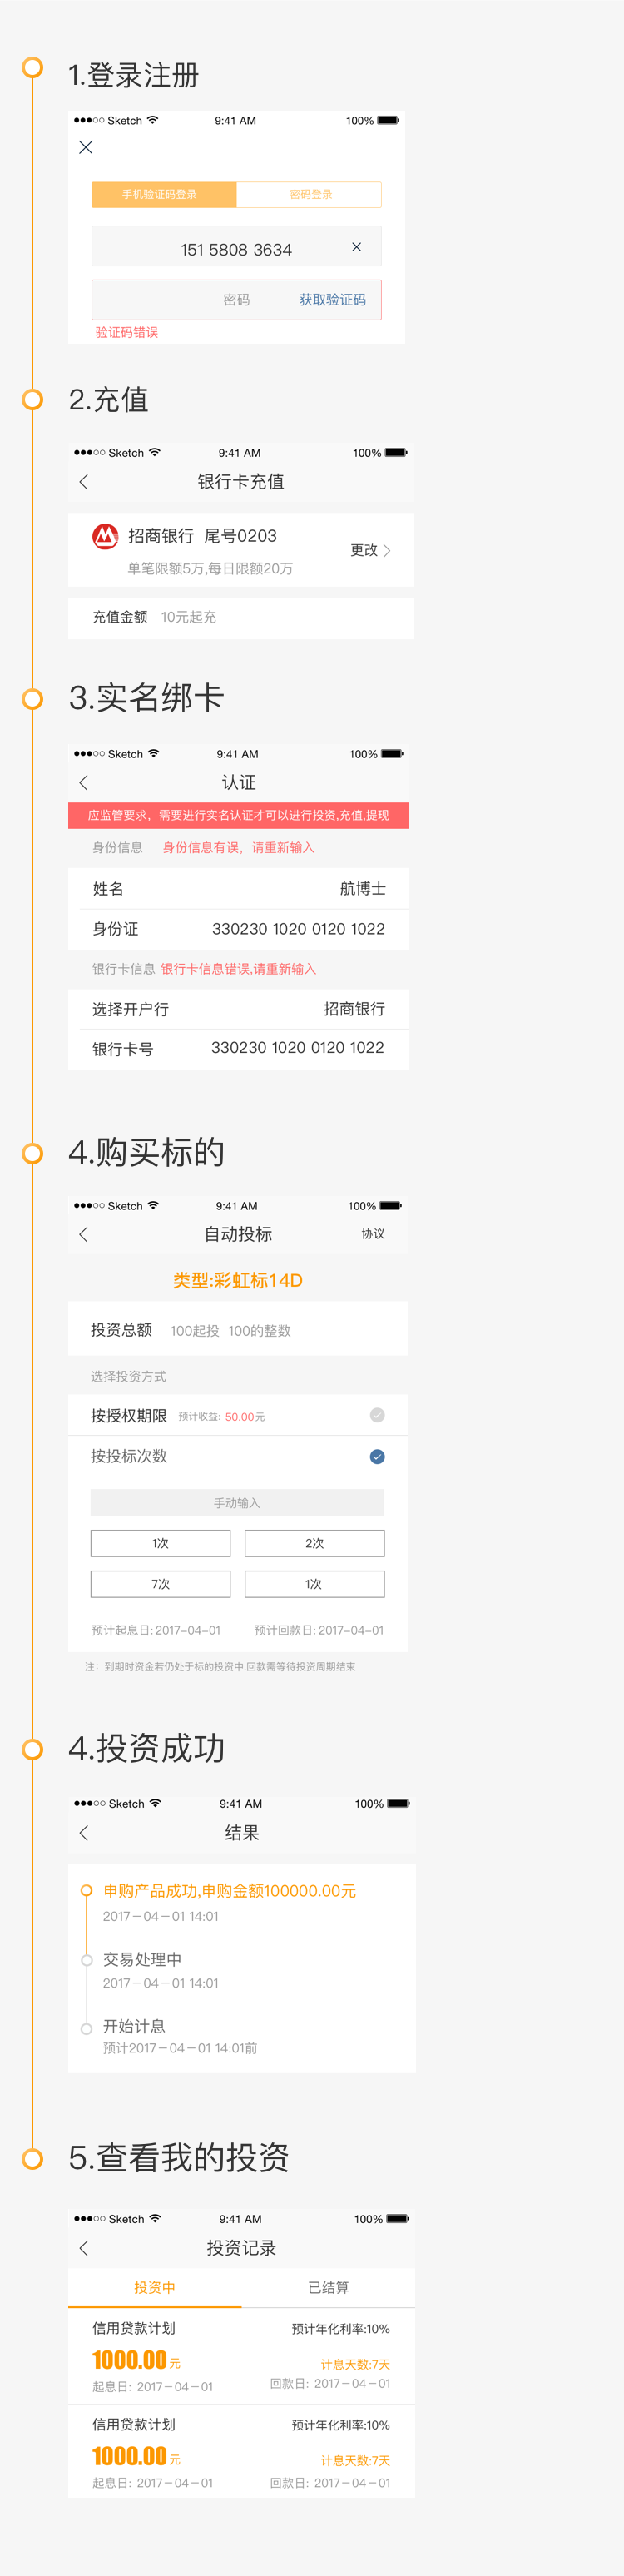 1.登录注册
Sketch 9:41 AM 100%
手机验证码登录 密码登录
151 5808 3634
密码 获取验证码
验证码错误
2.充值
Sketch 9:41 AM 100%
银行卡充值
招商银行 尾号0203
更改
单笔限额5万,每日限额20万
充值金额 10元起充
3.实名绑卡
Sketch 9:41 AM 100%
认证
应监管要求，需要进行实名认证才可以进行投资,充值,提现
身份信息 身份信息有误，请重新输入
姓名 航博士
身份证 330230 1020 0120 1022
银行卡信息 银行卡信息错误,请重新输入
选择开户行 招商银行
银行卡号 330230 1020 0120 1022
4.购买标的
Sketch 9:41 AM 100%
自动投标 协议
类型:彩虹标14D
投资总额 100起投 100的整数
选择投资方式
按授权期限 预计收益: 50.00元
按投标次数
手动输入
1次 2次
7次 1次
预计起息日: 2017-04-01 预计回款日: 2017-04-01
注：到期时资金若仍处于标的投资中.回款需等待投资周期结束
4.投资成功
Sketch 9:41 AM 100%
结果
申购产品成功,申购金额100000.00元
2017-04-01 14:01
交易处理中
2017-04-01 14:01
开始计息
预计2017-04-01 14:01前
5.查看我的投资
Sketch 9:41 AM 100%
投资记录
投资中 已结算
信用贷款计划 预计年化利率:10%
1000.00 元 计息天数:7天
起息日: 2017-04-01 回款日: 2017-04-01
信用贷款计划 预计年化利率:10%
1000.00 元 计息天数:7天
起息日: 2017-04-01 回款日: 2017-04-01